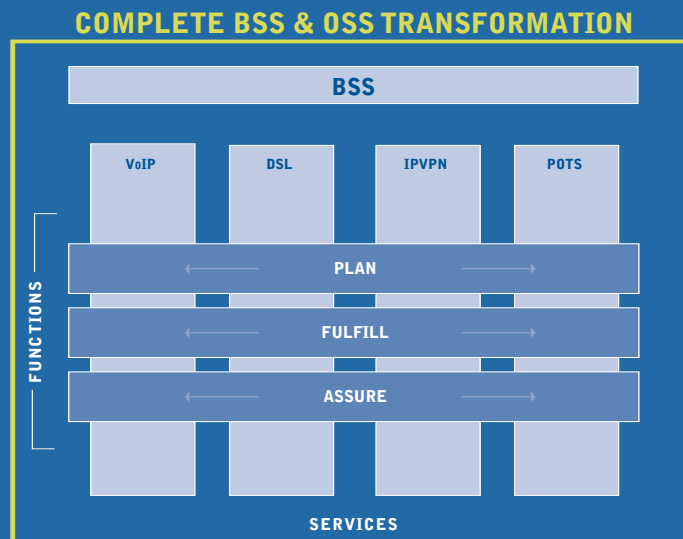 COMPLETE BSS & OSS TRANSFORMATION
BSS
VoIP DSL IPVPN POTS
PLAN
FULFILL
ASSURE
FUNCTIONS
SERVICES